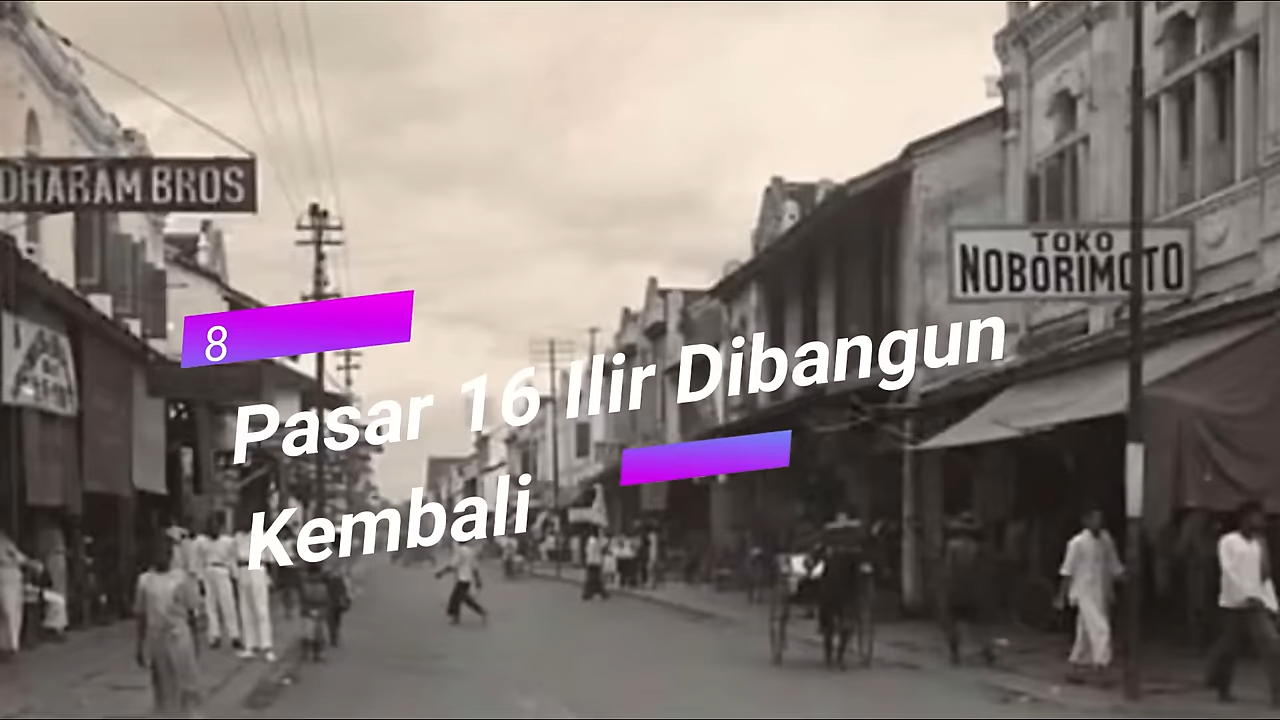 DHARAM BROS
TOKO
NOBORIMOTO
8
Pasar 16 Ilir Dibangun
Kembali